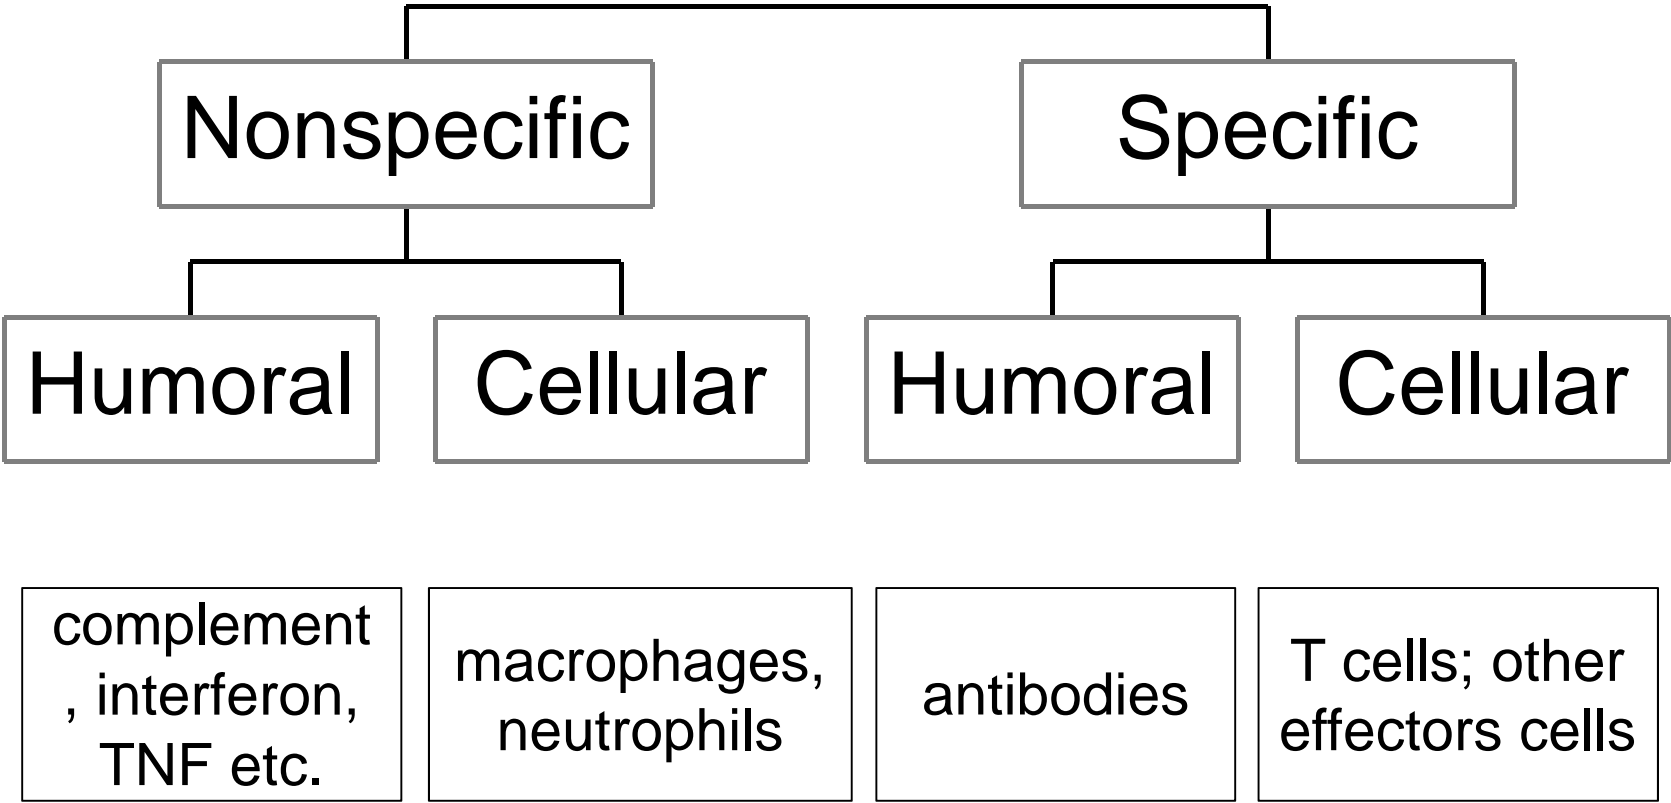 Nonspecific
Specific
Humoral
Cellular
Humoral
Cellular
complement
, interferon,
TNF etc.
macrophages,
neutrophils
antibodies
T cells; other
effectors cells